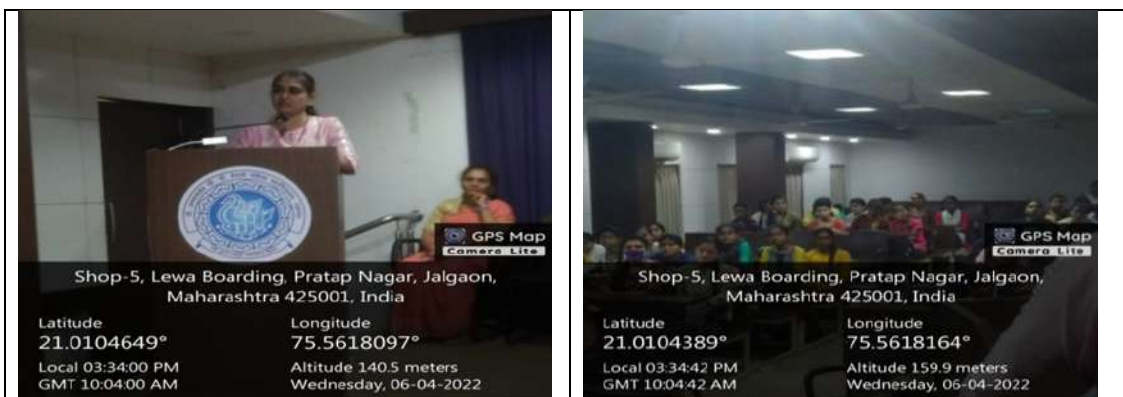 GPS Map
Camera Lite
Shop-5, Lewa Boarding, Pratap Nagar, Jalgaon,
Maharashtra 425001, India
Latitude
21.0104649°
Longitude
75.5618097°
Local 03:34:00 PM
GMT 10:04:00 AM
Altitude 140.5 meters
Wednesday, 06-04-2022
GPS Map
Camera Lite
Shop-5, Lewa Boarding, Pratap Nagar, Jalgaon,
Maharashtra 425001, India
Latitude
21.0104389°
Longitude
75.5618164°
Local 03:34:42 PM
GMT 10:04:42 AM
Altitude 159.9 meters
Wednesday, 06-04-2022